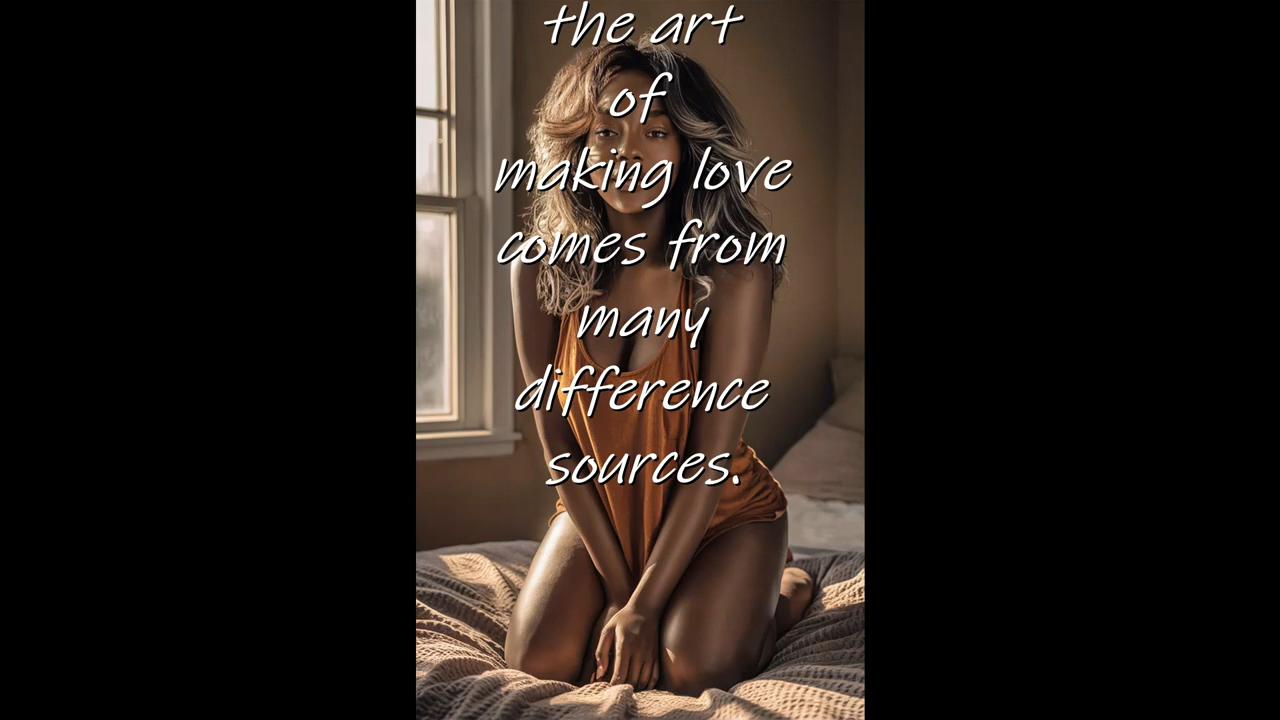 the art
of
making love
comes from
many
difference
sources.